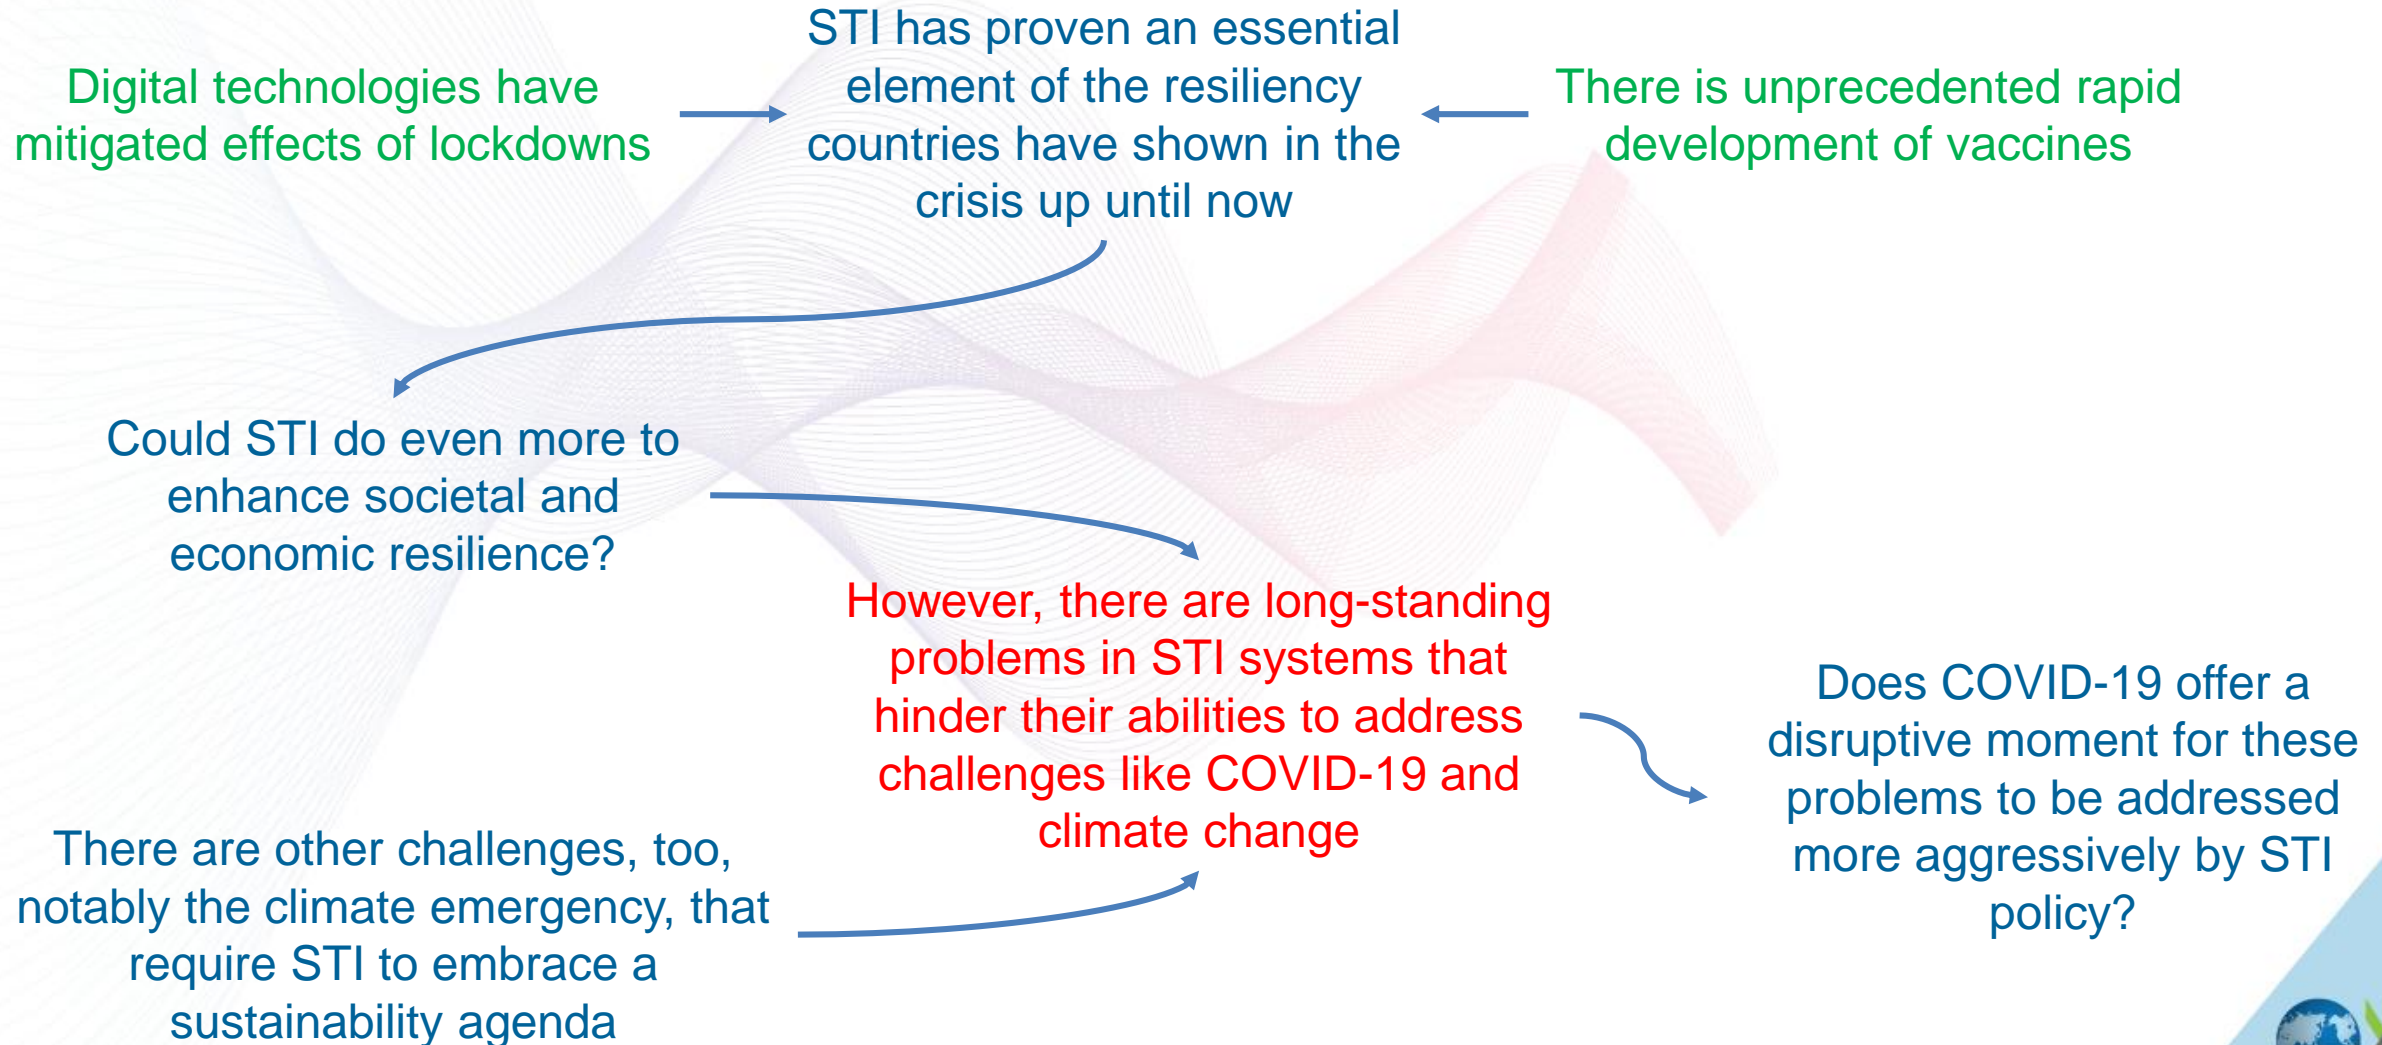 Digital technologies have
mitigated effects of lockdowns
STI has proven an essential
element of the resiliency
countries have shown in the
crisis up until now
There is unprecedented rapid
development of vaccines
Could STI do even more to
enhance societal and
economic resilience?
However, there are long-standing
problems in STI systems that
hinder their abilities to address
challenges like COVID-19 and
climate change
There are other challenges, too,
notably the climate emergency, that
require STI to embrace a
sustainability agenda
Does COVID-19 offer a
disruptive moment for these
problems to be addressed
more aggressively by STI
policy?